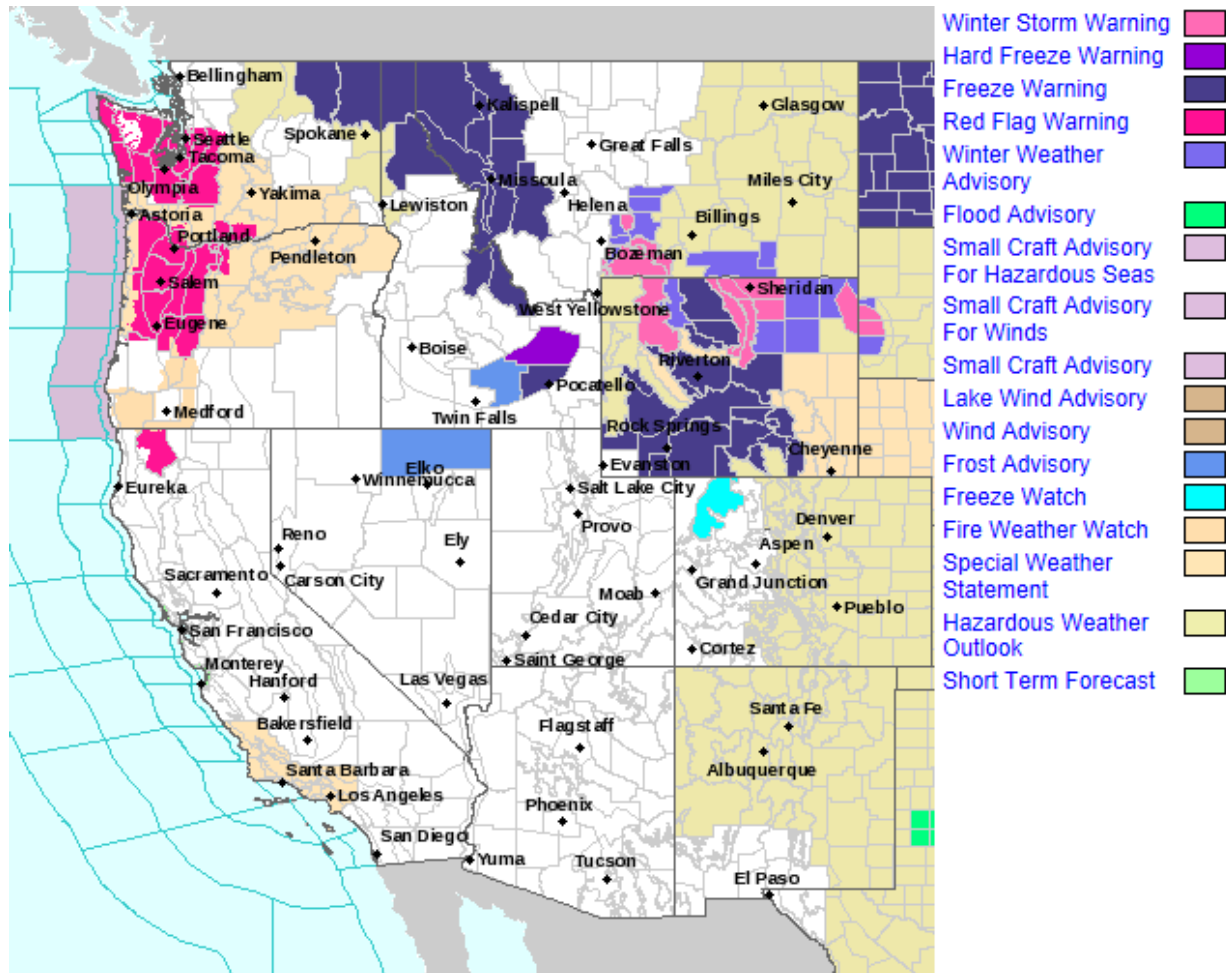 Bellingham
Kalispell
Glasgow
Spokane
Seattle
Great Falls
Tacoma
Olympia
Yakima
Missoula
Miles City
Helena
Lewiston
Astoria
Billings
Portland
Pendleton
Bozeman
Salem
Sheridan
West Yellowstone
Eugene
Boise
Riverton
Pocatello
Medford
Twin Falls
Rock Springs
Cheyenne
Elko
Evanston
Eureka
Winnemucca
Salt Lake City
Provo
Denver
Reno
Ely
Aspen
Sacramento
Carson City
Grand Junction
Moab
Pueblo
Cedar City
San Francisco
Cortez
Saint George
Monterey
Hanford
Las Vegas
Santa Fe
Bakersfield
Flagstaff
Santa Barbara
Albuquerque
Los Angeles
Phoenix
San Diego
Yuma
Tucson
El Paso
Winter Storm Warning
Hard Freeze Warning
Freeze Warning
Red Flag Warning
Winter Weather
Advisory
Flood Advisory
Small Craft Advisory
For Hazardous Seas
Small Craft Advisory
For Winds
Small Craft Advisory
Lake Wind Advisory
Wind Advisory
Frost Advisory
Freeze Watch
Fire Weather Watch
Special Weather
Statement
Hazardous Weather
Outlook
Short Term Forecast